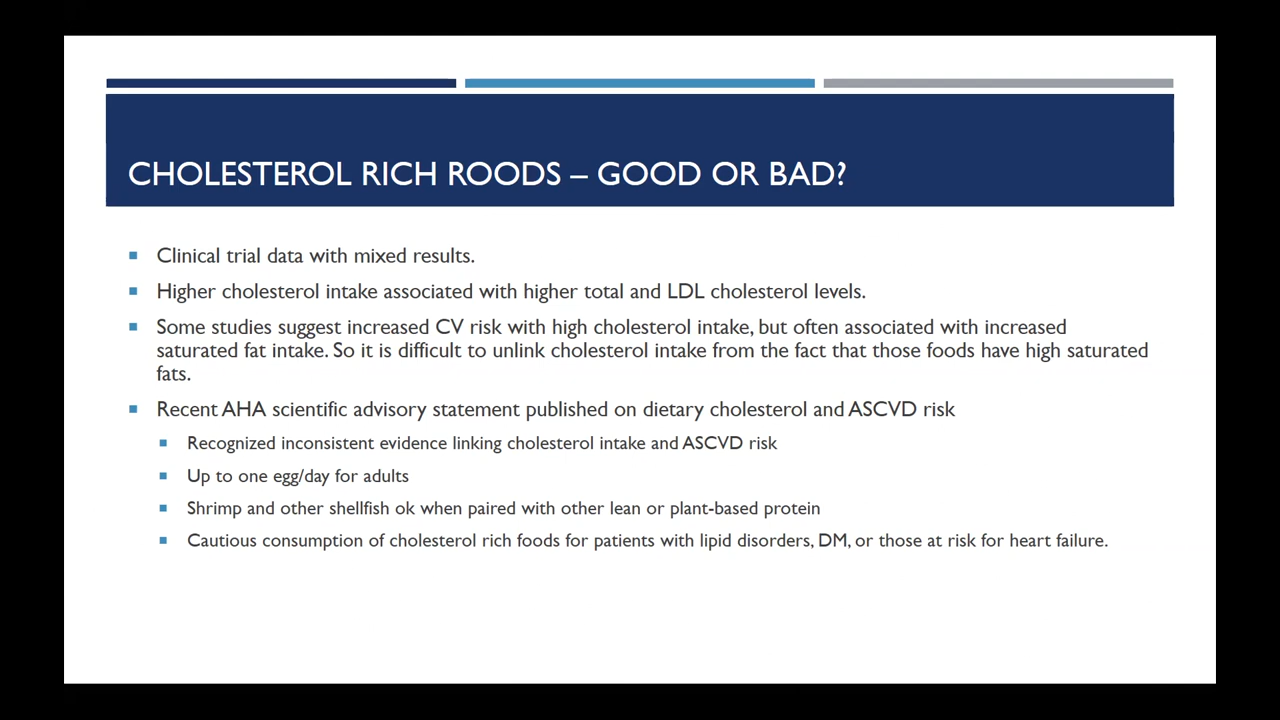 CHOLESTEROL RICH ROODS – GOOD OR BAD?
Clinical trial data with mixed results.
Higher cholesterol intake associated with higher total and LDL cholesterol levels.
Some studies suggest increased CV risk with high cholesterol intake, but often associated with increased
saturated fat intake. So it is difficult to unlink cholesterol intake from the fact that those foods have high saturated
fats.
Recent AHA scientific advisory statement published on dietary cholesterol and ASCVD risk
Recognized inconsistent evidence linking cholesterol intake and ASCVD risk
Up to one egg/day for adults
Shrimp and other shellfish ok when paired with other lean or plant-based protein
Cautious consumption of cholesterol rich foods for patients with lipid disorders, DM, or those at risk for heart failure.